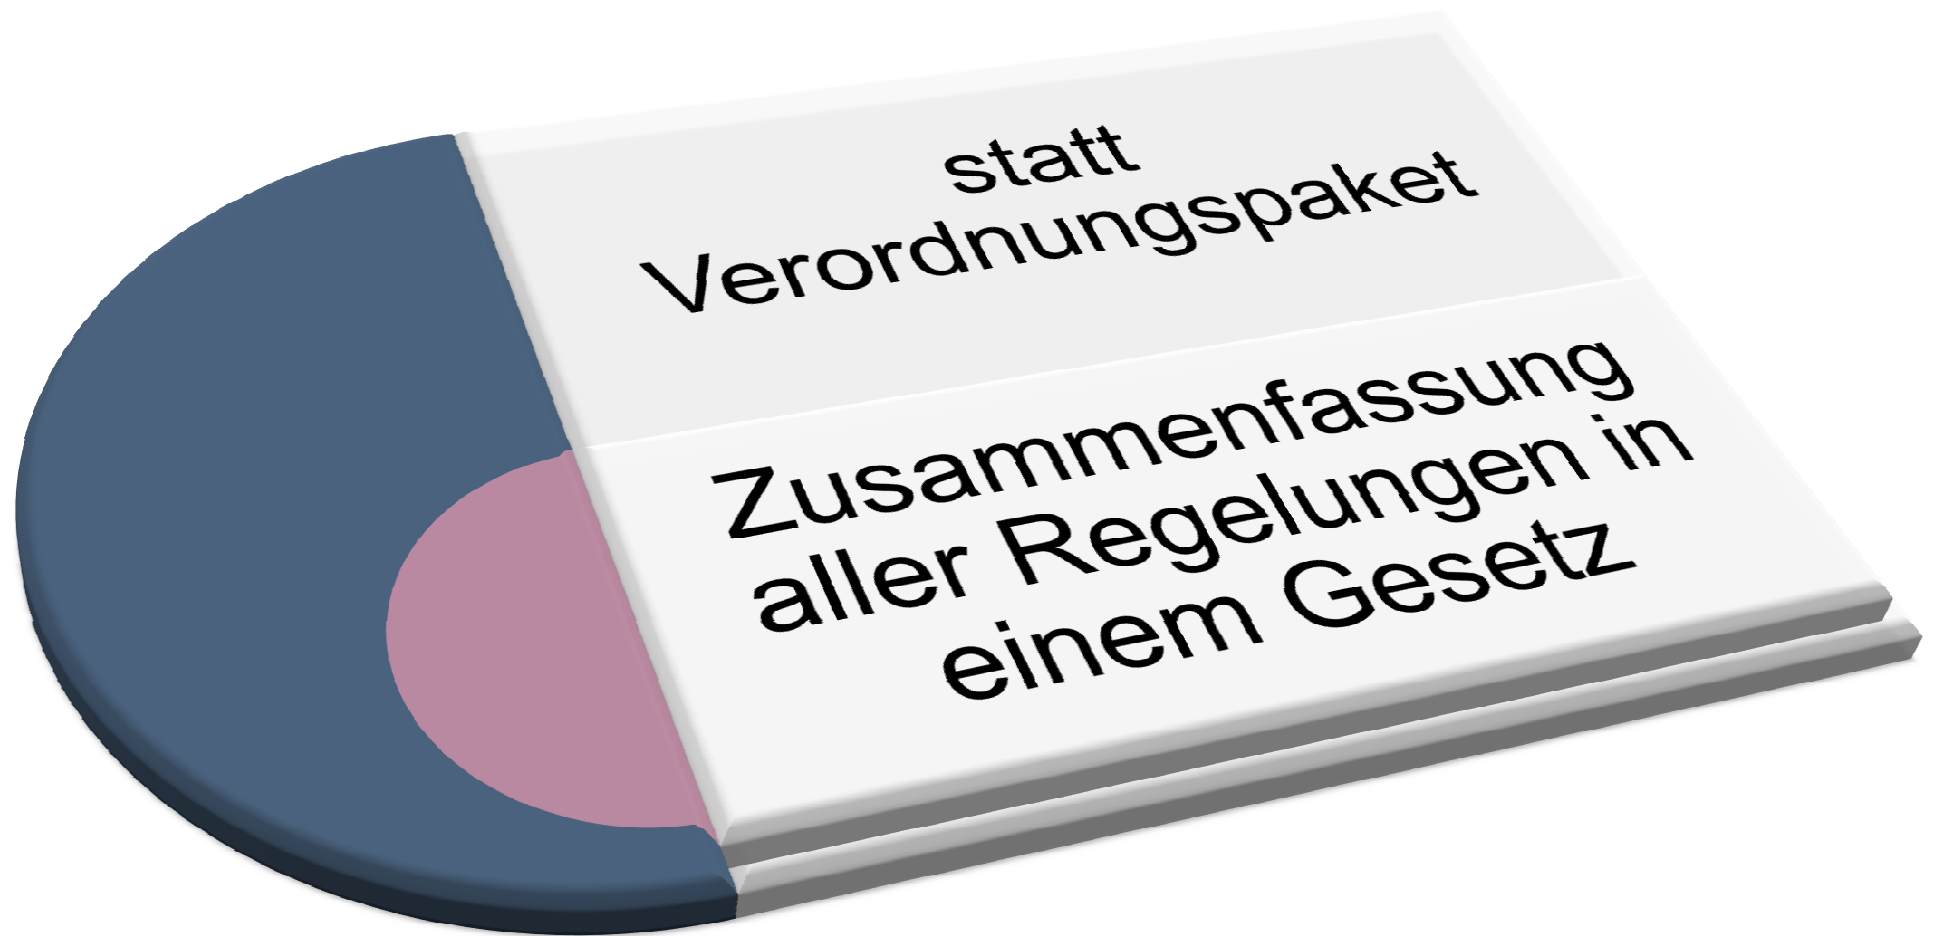 statt
Verordnungspaket
Zusammenfassung
aller Regelungen in
einem Gesetz